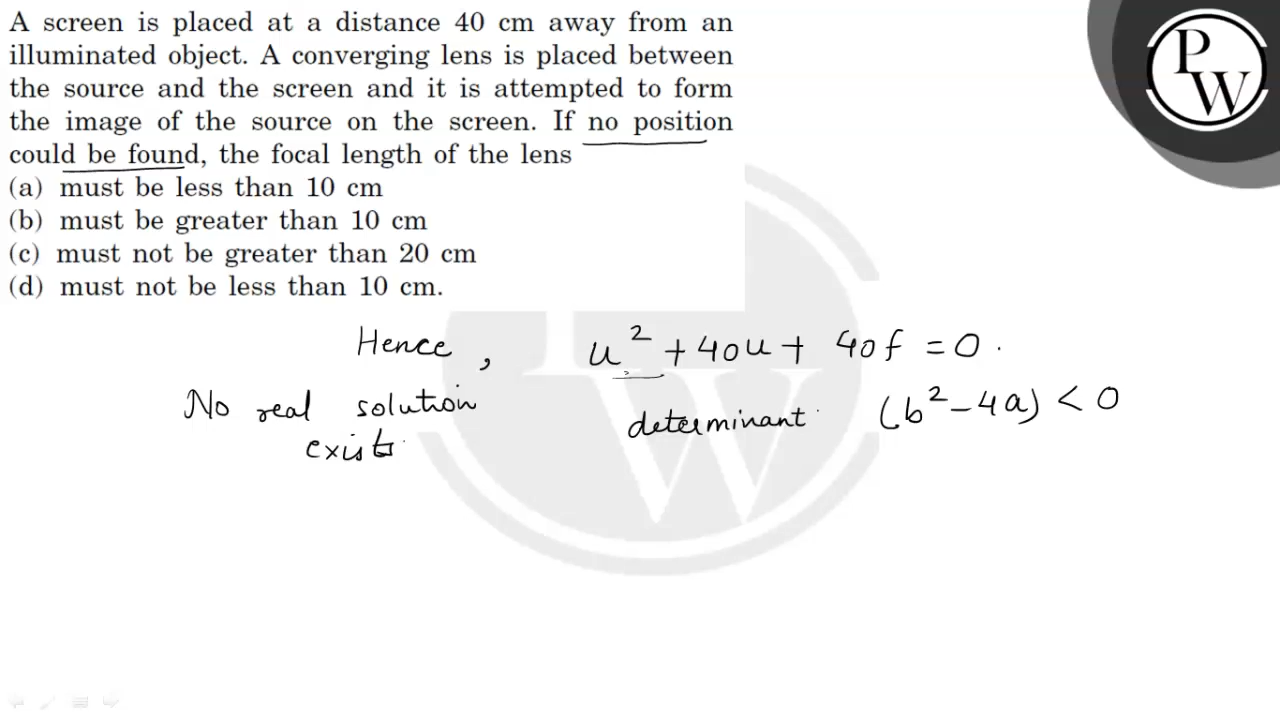 A screen is placed at a distance 40 cm away from an
illuminated object. A converging lens is placed between
the source and the screen and it is attempted to form
the image of the source on the screen. If no position
could be found, the focal length of the lens
(a) must be less than 10 cm
(b) must be greater than 10 cm
(c) must not be greater than 20 cm
(d) must not be less than 10 cm.
P
W
Hence, u² + 40u + 40f = 0.
No real solution exists
determinant (b² - 4a) < 0